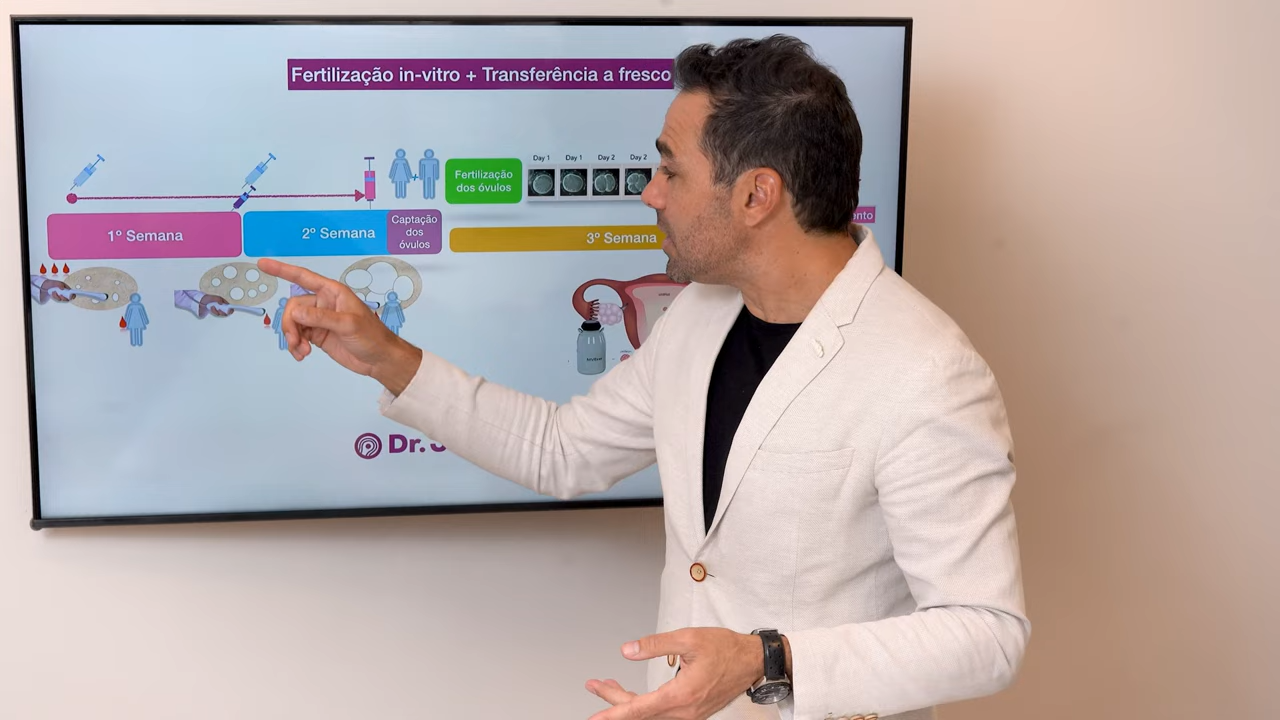 Fertilização in-vitro + Transferência a fresco
Day 1 Day 1 Day 2 Day 2
Fertilização
dos óvulos
1º Semana
2º Semana
Captação
dos
óvulos
3º Semana
Dr.